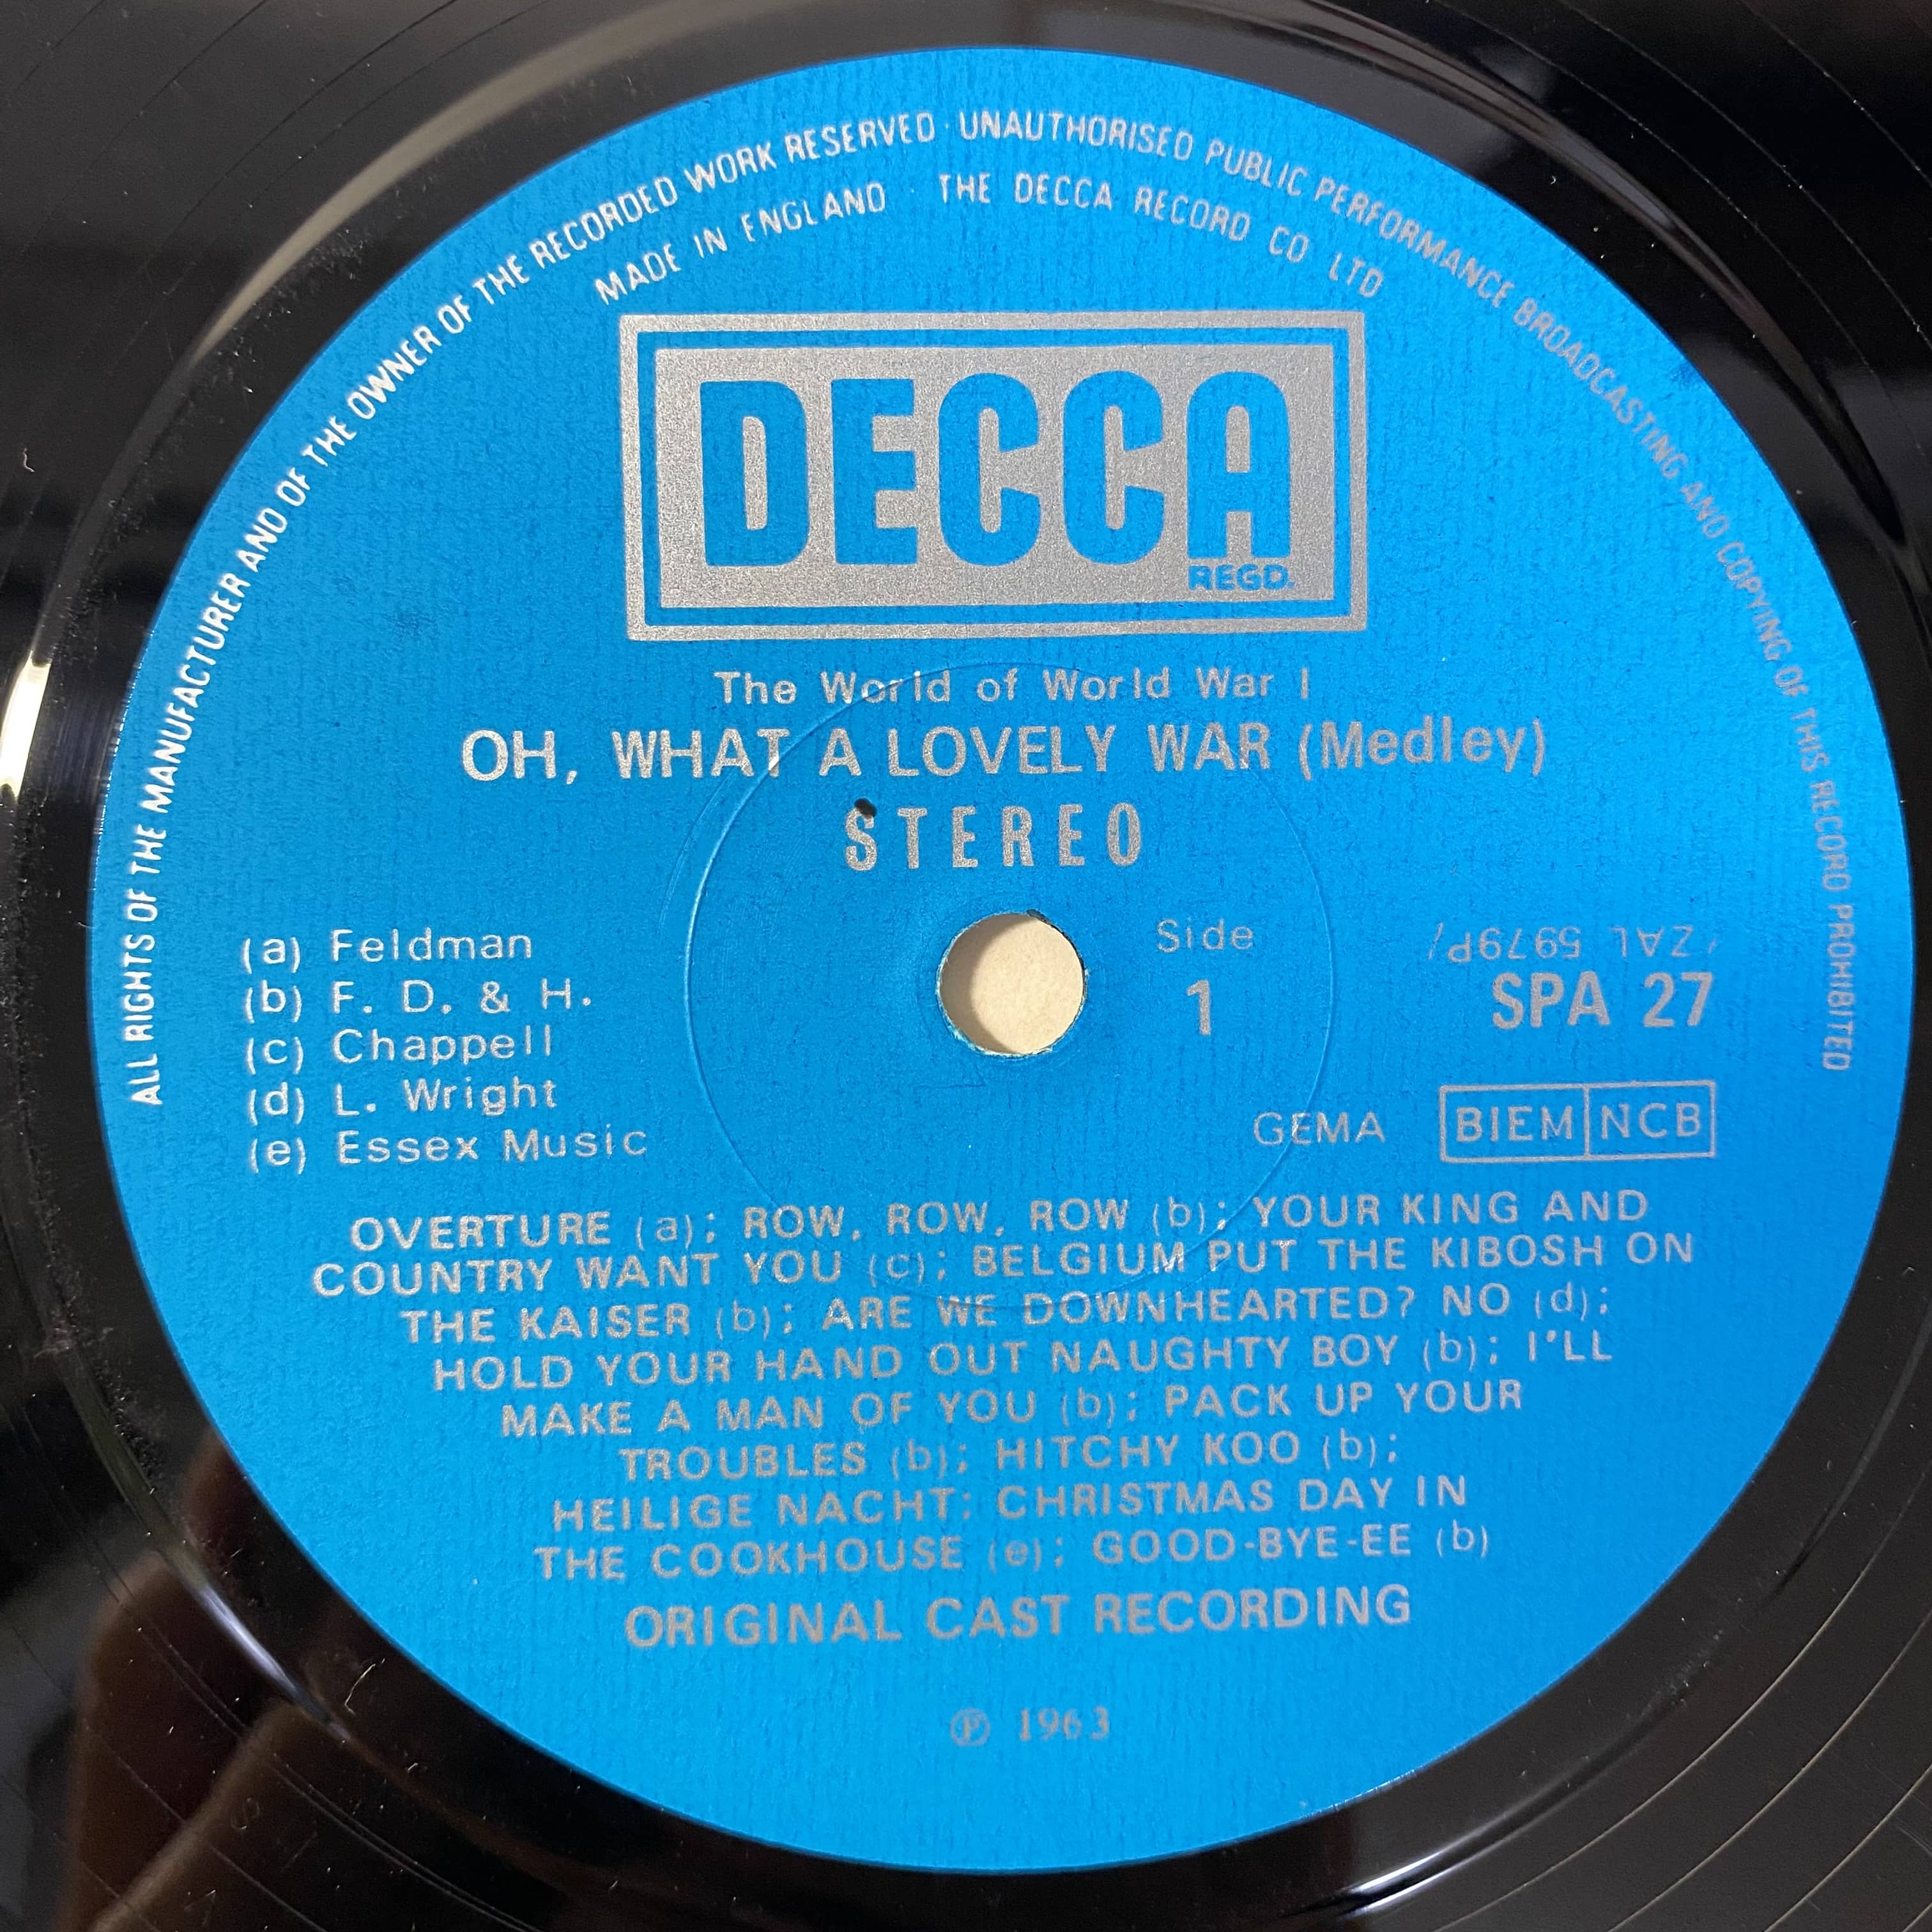 ALL RIGHTS OF THE MANUFACTURER AND OF THE OWNER OF THE RECORDED WORK RESERVED · UNAUTHORISED PUBLIC PERFORMANCE BROADCASTING AND COPYING OF THIS RECORD PROHIBITED
MADE IN ENGLAND · THE DECCA RECORD CO LTD
DECCA
REGD.
The World of World War I
OH, WHAT A LOVELY WAR (Medley)
STEREO
(a) Feldman
(b) F. D. & H.
(c) Chappell
(d) L. Wright
(e) Essex Music
Side
1
/ZAL 5979P/
SPA 27
GEMA BIEM NCB
OVERTURE (a); ROW, ROW, ROW (b); YOUR KING AND
COUNTRY WANT YOU (c); BELGIUM PUT THE KIBOSH ON
THE KAISER (b); ARE WE DOWNHEARTED? NO (d);
HOLD YOUR HAND OUT NAUGHTY BOY (b); I'LL
MAKE A MAN OF YOU (b); PACK UP YOUR
TROUBLES (b); HITCHY KOO (b);
HEILIGE NACHT; CHRISTMAS DAY IN
THE COOKHOUSE (e); GOOD-BYE-EE (b)
ORIGINAL CAST RECORDING
℗ 1963